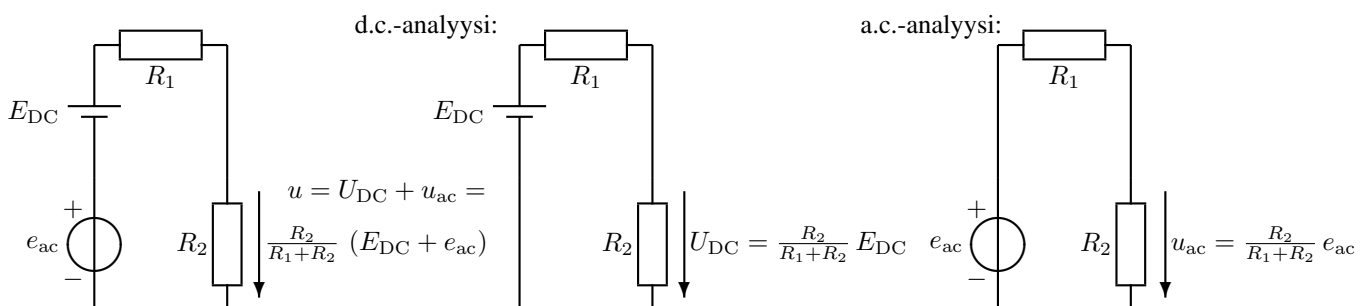 d.c.-analyysi:
a.c.-analyysi:
R₁
E_DC
+
e_ac
−
R₂
u = U_DC + u_ac =
R₂/(R₁+R₂) (E_DC + e_ac)
R₁
E_DC
R₂
U_DC = R₂/(R₁+R₂) E_DC
R₁
+
e_ac
−
R₂
u_ac = R₂/(R₁+R₂) e_ac